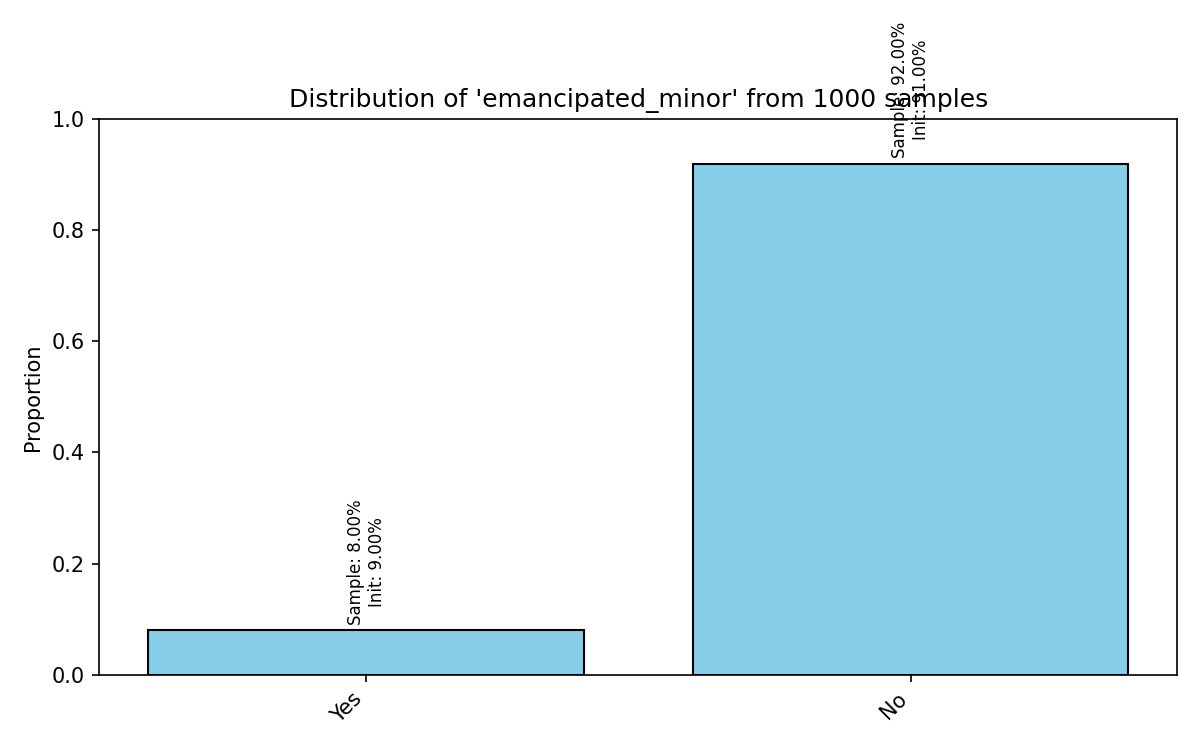 Distribution of 'emancipated_minor' from 1000 samples
Sample: 92.00%
Init: 91.00%
1.0
0.8
0.6
0.4
0.2
0.0
Proportion
Sample: 8.00%
Init: 9.00%
Yes
No